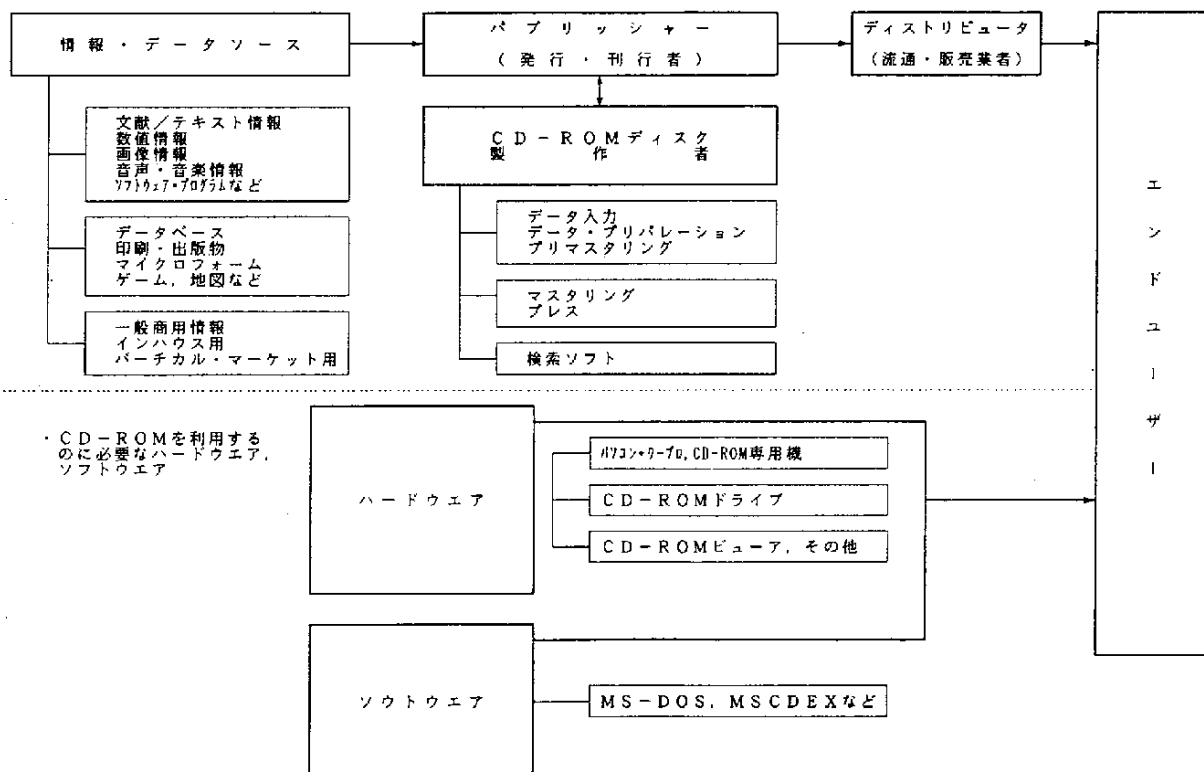 情報・データソース
パブリッシャー
(発行・刊行者)
ディストリビュータ
(流通・販売業者)
エンドユーザー
文献／テキスト情報
数値情報
画像情報
音声・音楽情報
ソフトウェア・プログラムなど
データベース
印刷・出版物
マイクロフォーム
ゲーム，地図など
一般商用情報
インハウス用
バーチカル・マーケット用
CD－ROMディスク
製作者
データ入力
データ・プリパレーション
プリマスタリング
マスタリング
プレス
検索ソフト
・CD－ROMを利用する
のに必要なハードウエア，
ソフトウエア
ハードウエア
パソコン・ワープロ，CD-ROM専用機
CD－ROMドライブ
CD－ROMビューア，その他
ソウトウエア
MS－DOS，MSCDEXなど